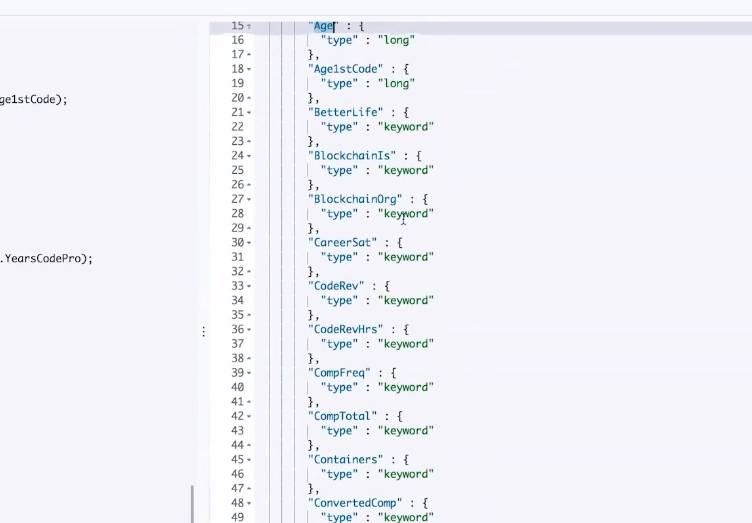 ge1stCode);
.YearsCodePro);
15 "Age" : {
16 "type" : "long"
17 },
18 "Age1stCode" : {
19 "type" : "long"
20 },
21 "BetterLife" : {
22 "type" : "keyword"
23 },
24 "BlockchainIs" : {
25 "type" : "keyword"
26 },
27 "BlockchainOrg" : {
28 "type" : "keyword"
29 },
30 "CareerSat" : {
31 "type" : "keyword"
32 },
33 "CodeRev" : {
34 "type" : "keyword"
35 },
36 "CodeRevHrs" : {
37 "type" : "keyword"
38 },
39 "CompFreq" : {
40 "type" : "keyword"
41 },
42 "CompTotal" : {
43 "type" : "keyword"
44 },
45 "Containers" : {
46 "type" : "keyword"
47 },
48 "ConvertedComp" : {
49 "type" : "keyword"